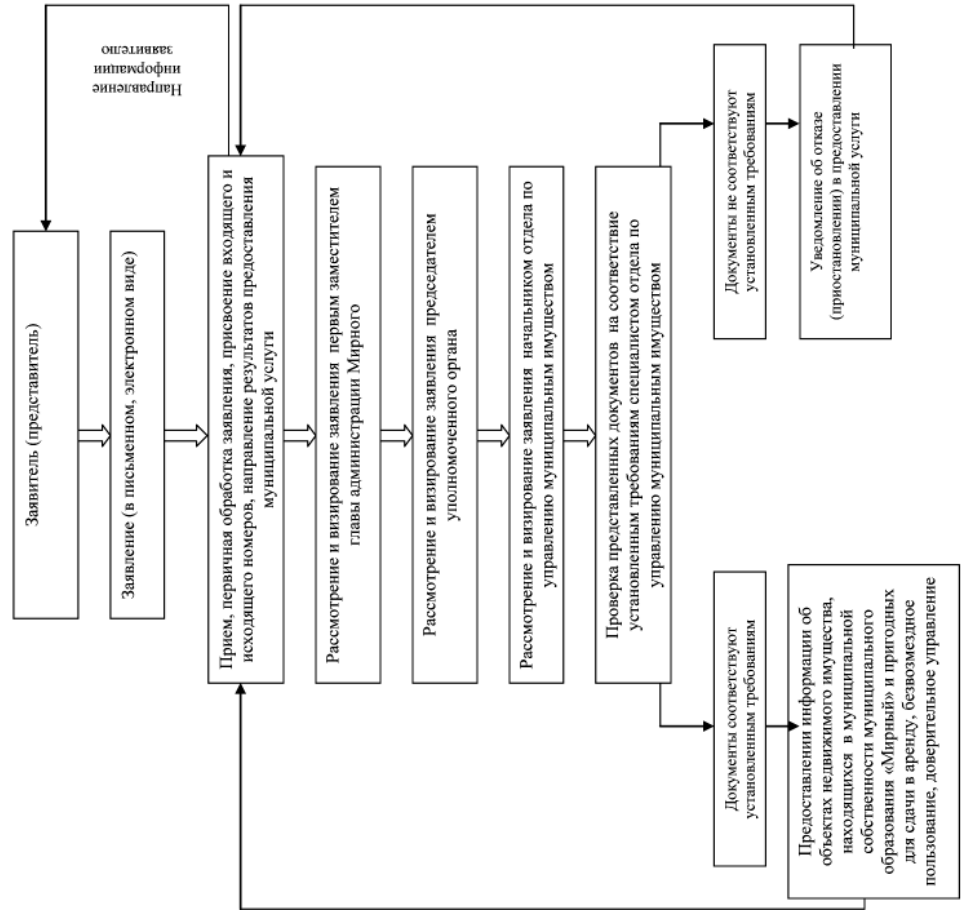 Заявитель (представитель)
Направление
информации
заявителю
Заявление (в письменном, электронном виде)
Прием, первичная обработка заявления, присвоение входящего и
исходящего номеров, направление результатов предоставления
муниципальной услуги
Рассмотрение и визирование заявления первым заместителем
главы администрации Мирного
Рассмотрение и визирование заявления председателем
уполномоченного органа
Рассмотрение и визирование заявления начальником отдела по
управлению муниципальным имуществом
Проверка представленных документов на соответствие
установленным требованиям специалистом отдела по
управлению муниципальным имуществом
Документы соответствуют
установленным требованиям
Документы не соответствуют
установленным требованиям
Предоставлении информации об
объектах недвижимого имущества,
находящихся в муниципальной
собственности муниципального
образования «Мирный» и пригодных
для сдачи в аренду, безвозмездное
пользование, доверительное управление
Уведомление об отказе
(приостановлении) в предоставлении
муниципальной услуги